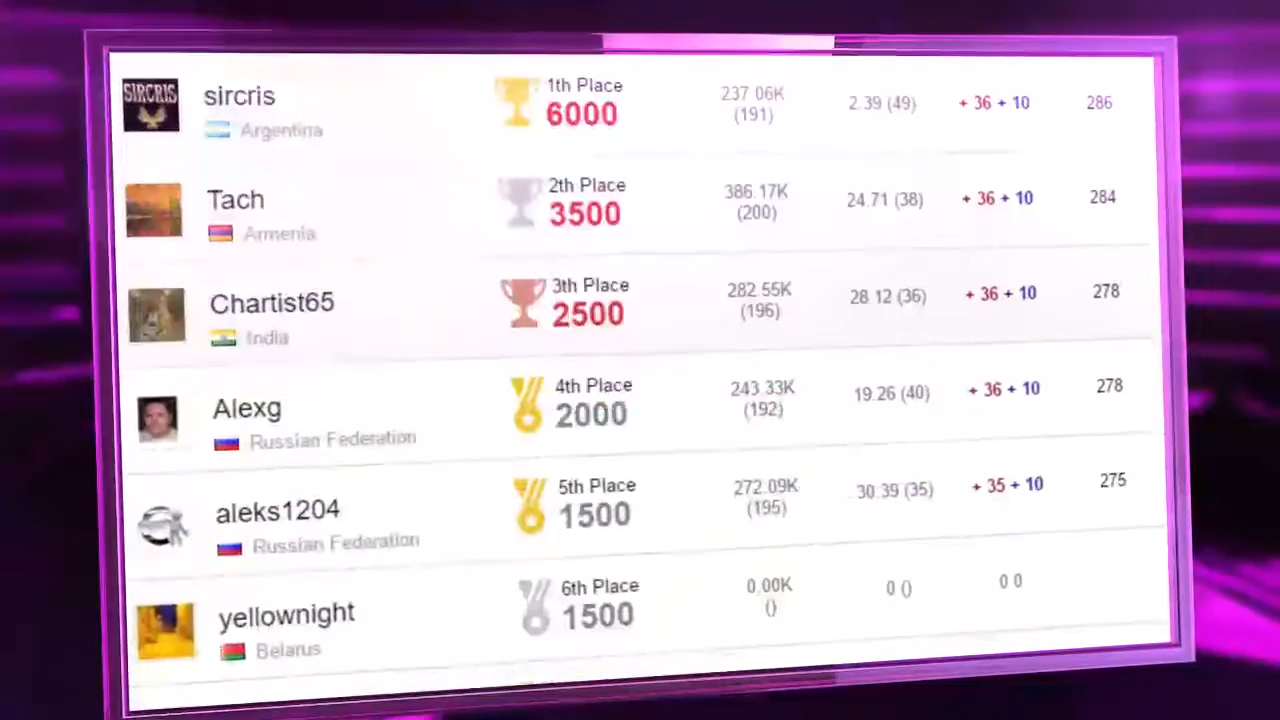 SIRCRIS
sircris
Argentina
1th Place
6000
237.06K
(191)
2.39 (49)
+ 36 + 10
286
Tach
Armenia
2th Place
3500
386.17K
(200)
24.71 (38)
+ 36 + 10
284
Chartist65
India
3th Place
2500
282.55K
(196)
28.12 (36)
+ 36 + 10
278
Alexg
Russian Federation
4th Place
2000
243.33K
(192)
19.26 (40)
+ 36 + 10
278
aleks1204
Russian Federation
5th Place
1500
272.09K
(195)
30.39 (35)
+ 35 + 10
275
yellownight
Belarus
6th Place
1500
0.00K
()
0 ()
0 0